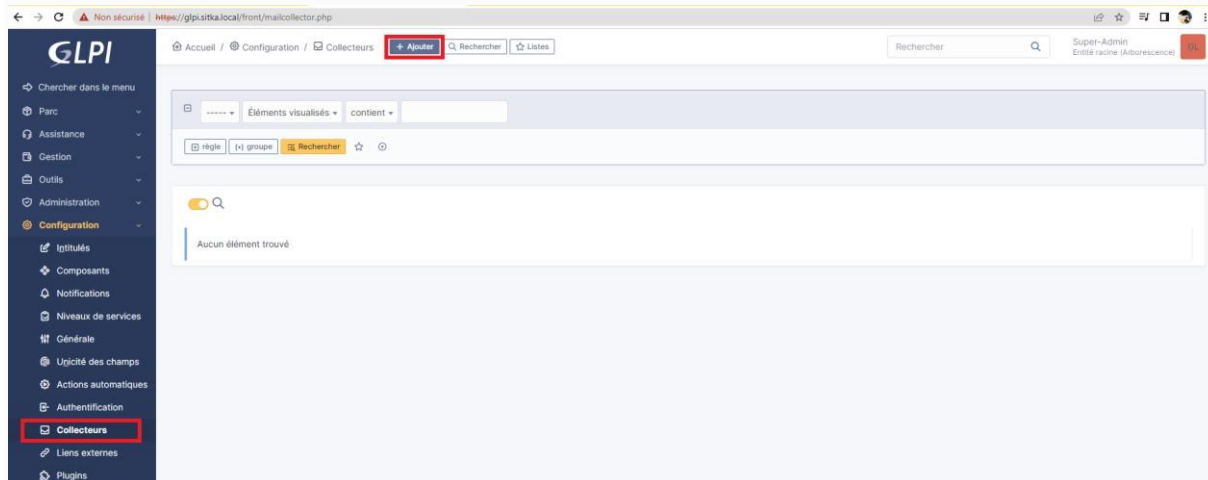 Non sécurisé | https://glpi.sitka.local/front/mailcollector.php
GLPI
Accueil / Configuration / Collecteurs + Ajouter Rechercher Listes
Rechercher
Super-Admin
Entité racine (Arborescence)
GL
Chercher dans le menu
Parc
Assistance
Gestion
Outils
Administration
Configuration
Intitulés
Composants
Notifications
Niveaux de services
Générale
Unicité des champs
Actions automatiques
Authentification
Collecteurs
Liens externes
Plugins
----- Éléments visualisés contient
règle (+) groupe Rechercher
Aucun élément trouvé